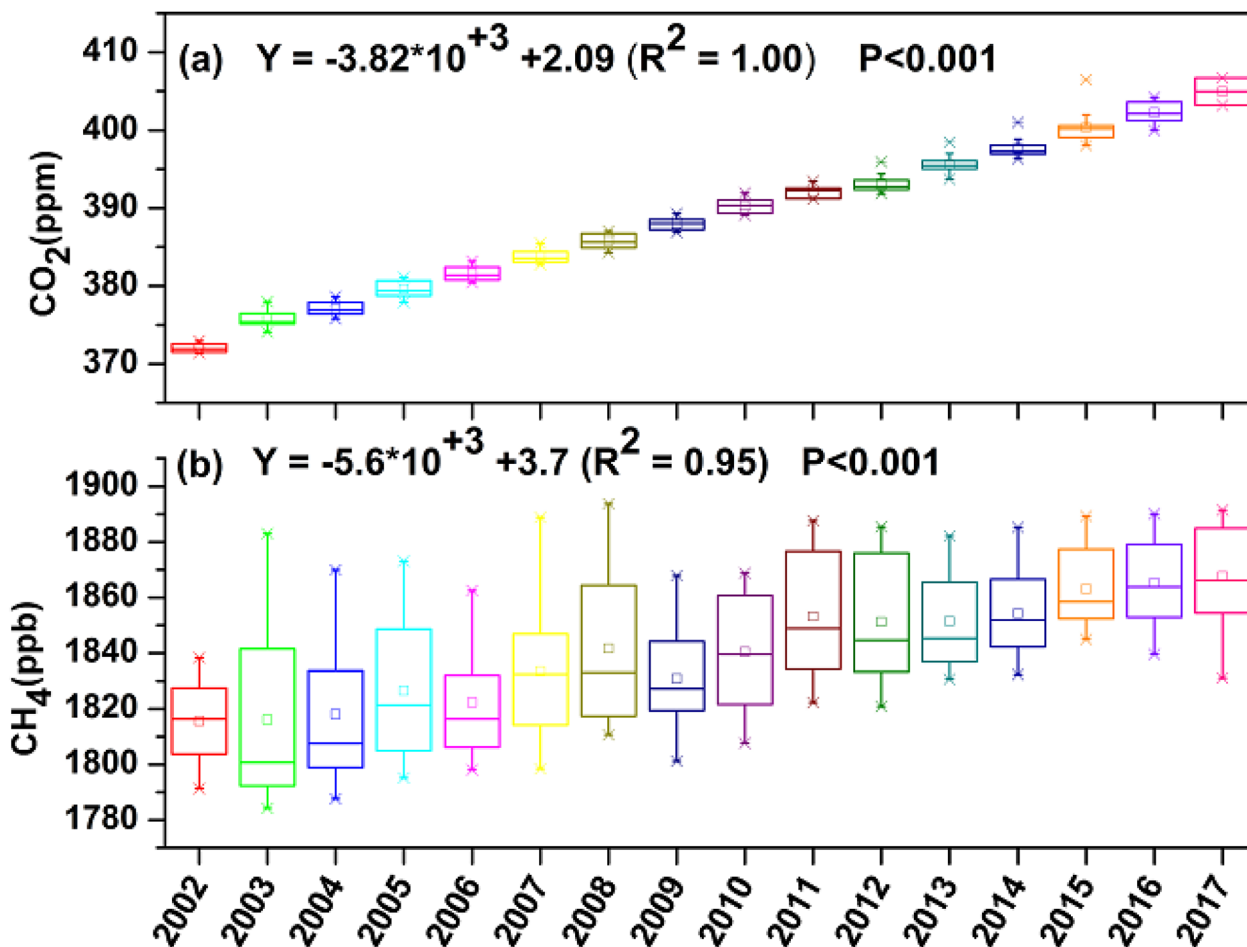 (a) Y = -3.82*10+3 +2.09 (R2 = 1.00) P<0.001
410
400
390
380
370
CO2(ppm)
(b) Y = -5.6*10+3 +3.7 (R2 = 0.95) P<0.001
1900
1880
1860
1840
1820
1800
1780
CH4(ppb)
2002 2003 2004 2005 2006 2007 2008 2009 2010 2011 2012 2013 2014 2015 2016 2017